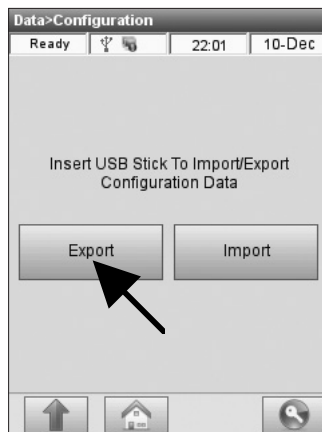 Data>Configuration
Ready 22:01 10-Dec
Insert USB Stick To Import/Export
Configuration Data
Export Import